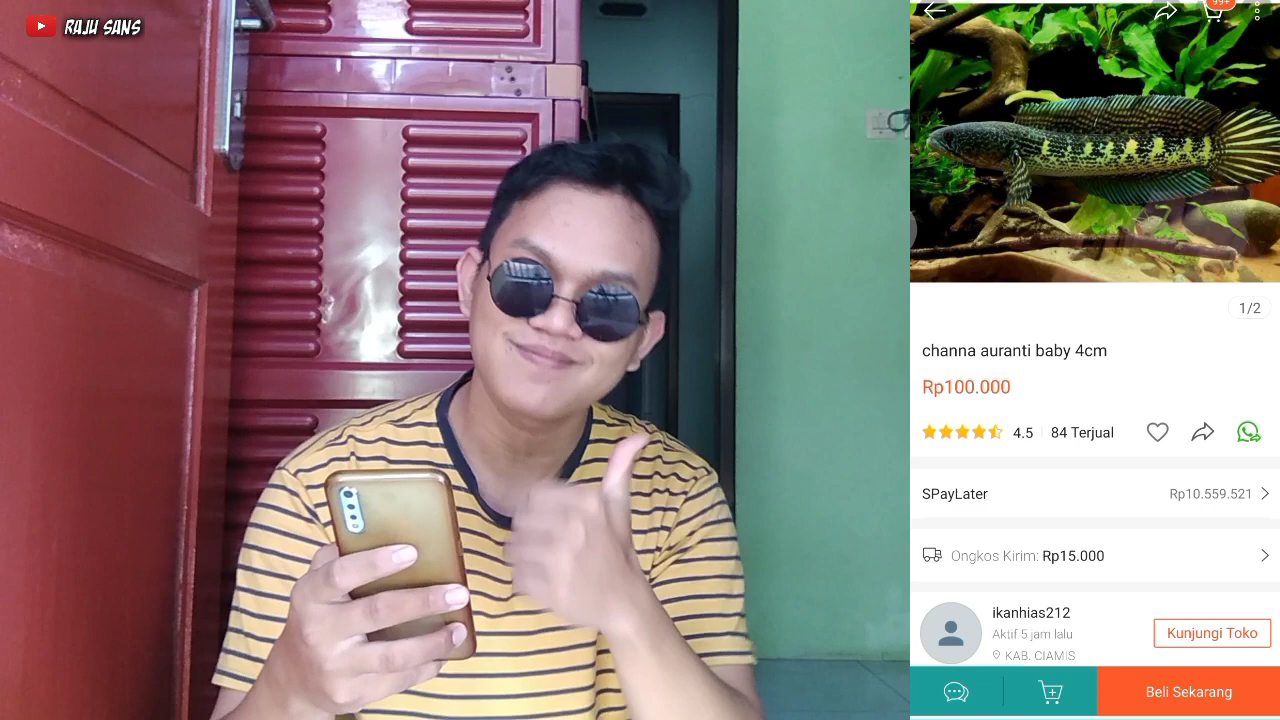 RAJU SANS
99+
1/2
channa auranti baby 4cm
Rp100.000
4.5
84 Terjual
SPayLater
Rp10.559.521
Ongkos Kirim: Rp15.000
ikanhias212
Aktif 5 jam lalu
KAB. CIAMIS
Kunjungi Toko
Beli Sekarang